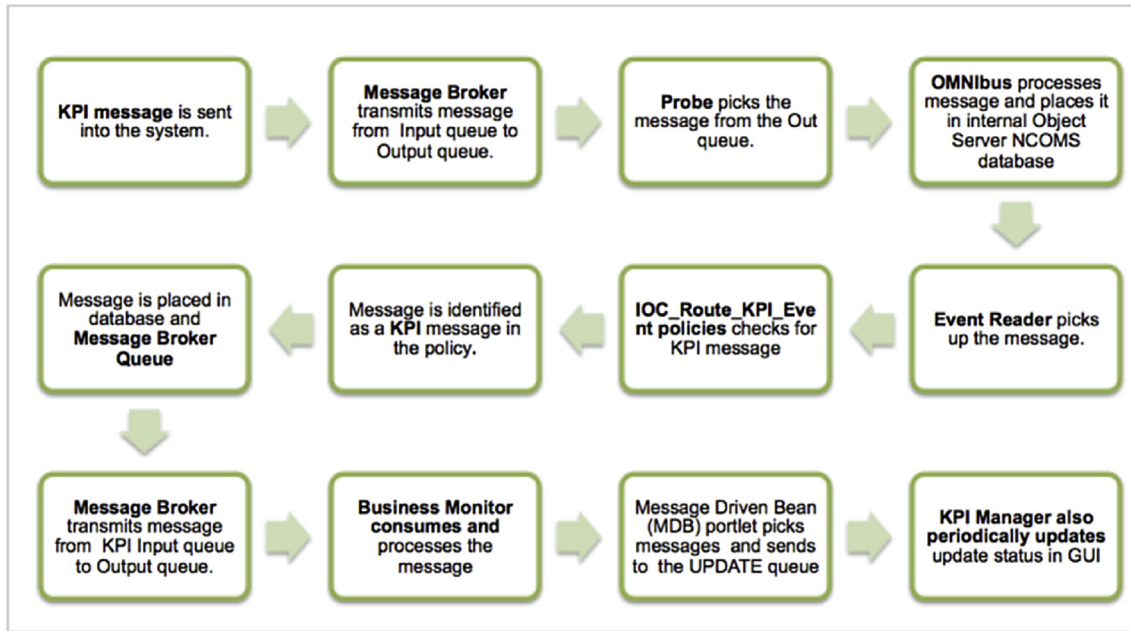 KPI message is sent
into the system.
Message Broker
transmits message
from Input queue to
Output queue.
Probe picks the
message from the Out
queue.
OMNIbus processes
message and places it
in internal Object
Server NCOMS
database
Event Reader picks
up the message.
IOC_Route_KPI_Eve
nt policies checks for
KPI message
Message is identified
as a KPI message in
the policy.
Message is placed in
database and
Message Broker
Queue
Message Broker
transmits message
from KPI Input queue
to Output queue.
Business Monitor
consumes and
processes the
message
Message Driven Bean
(MDB) portlet picks
messages and sends
to the UPDATE queue
KPI Manager also
periodically updates
update status in GUI